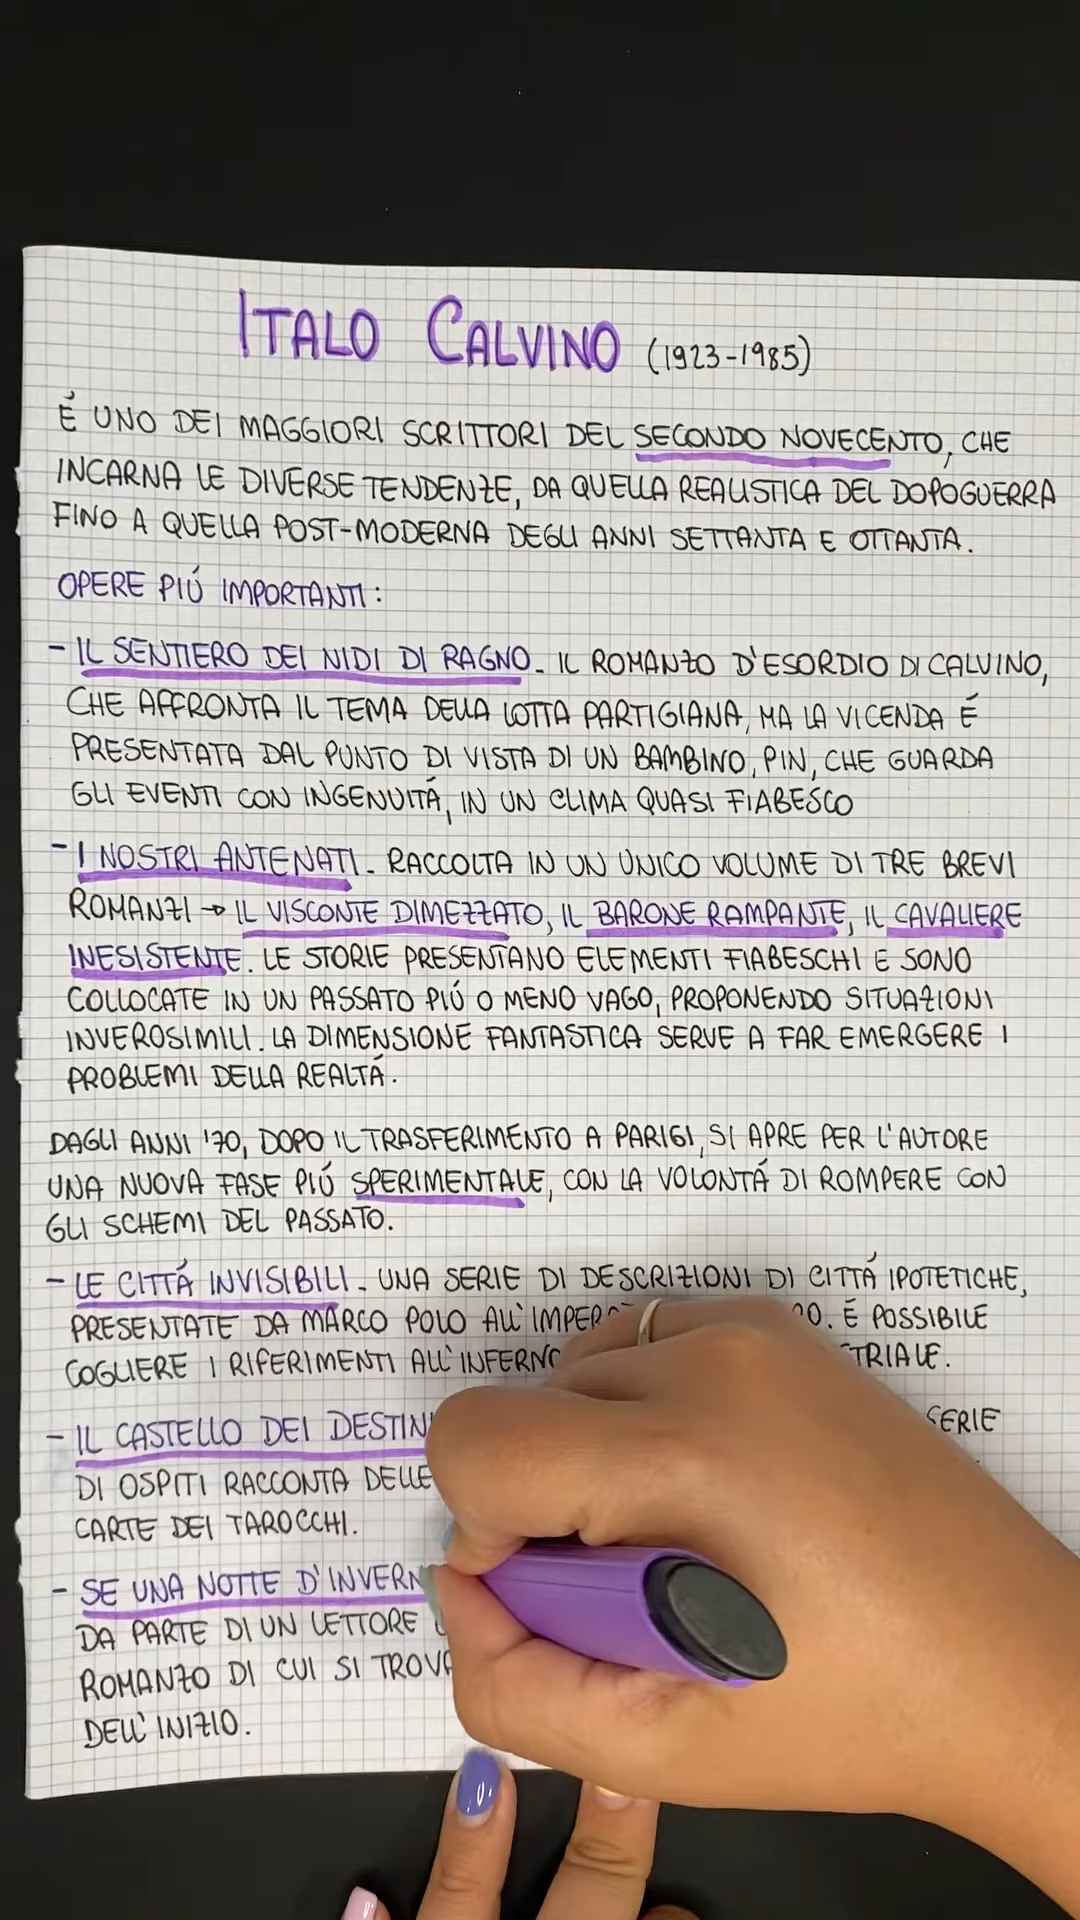 ITALO CALVINO (1923-1985)
É UNO DEI MAGGIORI SCRITTORI DEL SECONDO NOVECENTO, CHE
INCARNA LE DIVERSE TENDENZE, DA QUELLA REALISTICA DEL DOPOGUERRA
FINO A QUELLA POST-MODERNA DEGLI ANNI SETTANTA E OTTANTA.
OPERE PIÚ IMPORTANTI:
- IL SENTIERO DEI NIDI DI RAGNO. IL ROMANZO D'ESORDIO DI CALVINO,
CHE AFFRONTA IL TEMA DELLA LOTTA PARTIGIANA, MA LA VICENDA É
PRESENTATA DAL PUNTO DI VISTA DI UN BAMBINO, PIN, CHE GUARDA
GLI EVENTI CON INGENUITÁ, IN UN CLIMA QUASI FIABESCO
- I NOSTRI ANTENATI. RACCOLTA IN UN UNICO VOLUME DI TRE BREVI
ROMANZI → IL VISCONTE DIMEZZATO, IL BARONE RAMPANTE, IL CAVALIERE
INESISTENTE. LE STORIE PRESENTANO ELEMENTI FIABESCHI E SONO
COLLOCATE IN UN PASSATO PIÚ O MENO VAGO, PROPONENDO SITUAZIONI
INVEROSIMILI. LA DIMENSIONE FANTASTICA SERVE A FAR EMERGERE I
PROBLEMI DELLA REALTÁ.
DAGLI ANNI '70, DOPO IL TRASFERIMENTO A PARIGI, SI APRE PER L'AUTORE
UNA NUOVA FASE PIÚ SPERIMENTALE, CON LA VOLONTÁ DI ROMPERE CON
GLI SCHEMI DEL PASSATO.
- LE CITTÁ INVISIBILI. UNA SERIE DI DESCRIZIONI DI CITTÁ IPOTETICHE,
PRESENTATE DA MARCO POLO ALL'IMPER É POSSIBILE
COGLIERE I RIFERIMENTI ALL'INFERNO TRIALE.
- IL CASTELLO DEI DESTINI SERIE
DI OSPITI RACCONTA DELLE
CARTE DEI TAROCCHI.
- SE UNA NOTTE D'INVERN
DA PARTE DI UN LETTORE
ROMANZO DI CUI SI TROVA
DELL'INIZIO.